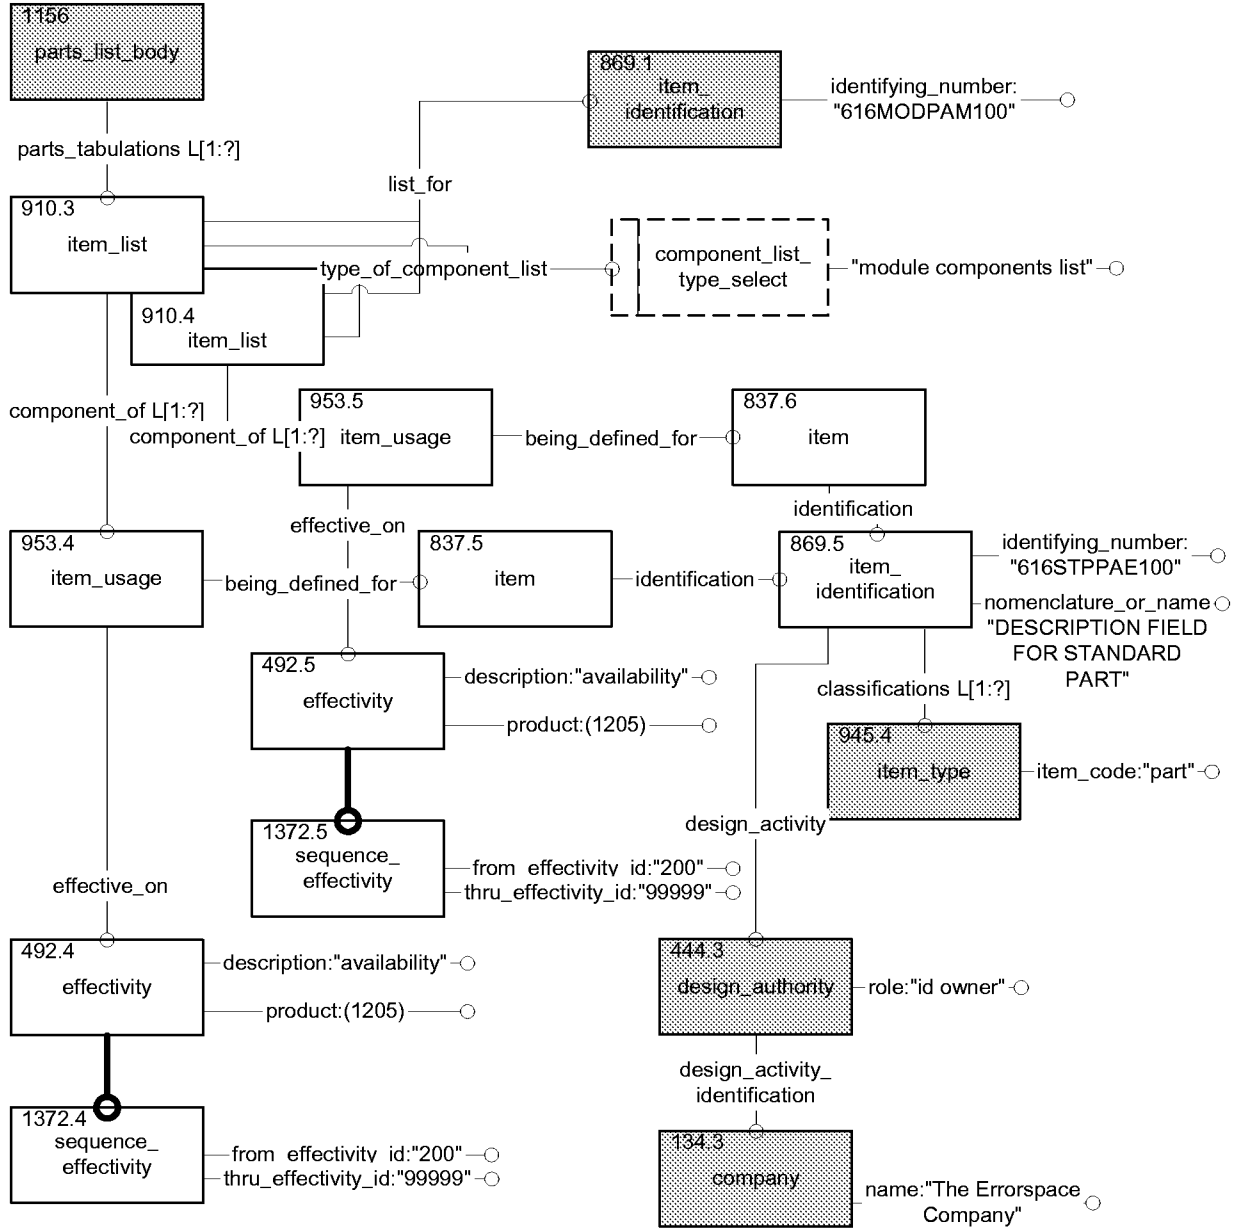 1156
parts_list_body
869.1
item_
identification
identifying_number:
"616MODPAM100"
parts_tabulations L[1:?]
list_for
910.3
item_list
type_of_component_list
component_list_
type_select
"module components list"
910.4
item_list
component_of L[1:?]
component_of L[1:?]
953.5
item_usage
being_defined_for
837.6
item
identification
effective_on
953.4
item_usage
being_defined_for
837.5
item
identification
869.5
item_
identification
identifying_number:
"616STPPAE100"
nomenclature_or_name
"DESCRIPTION FIELD
FOR STANDARD
PART"
492.5
effectivity
description:"availability"
product:(1205)
classifications L[1:?]
945.4
item_type
item_code:"part"
design_activity
1372.5
sequence_
effectivity
from_effectivity_id:"200"
thru_effectivity_id:"99999"
effective_on
492.4
effectivity
description:"availability"
product:(1205)
444.3
design_authority
role:"id owner"
design_activity_
identification
1372.4
sequence_
effectivity
from_effectivity_id:"200"
thru_effectivity_id:"99999"
134.3
company
name:"The Errorspace
Company"